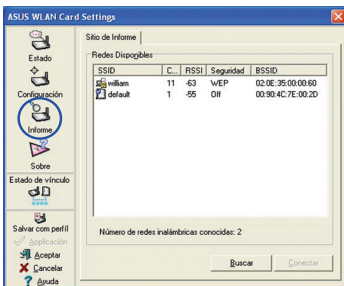 ASUS WLAN Card Settings
Estado
Configuración
Informe
Sobre
Estado de vínculo
Salvar com perfil
Applicación
Aceptar
Cancelar
Ayuda
Sitio de Informe
Redes Disponibles
SSID C... RSSI Seguridad BSSID
william 11 -63 WEP 02:0E:35:00:00:60
default 1 -55 Off 00:90:4C:7E:00:2D
Número de redes inalámbricas conocidas: 2
Buscar Conectar